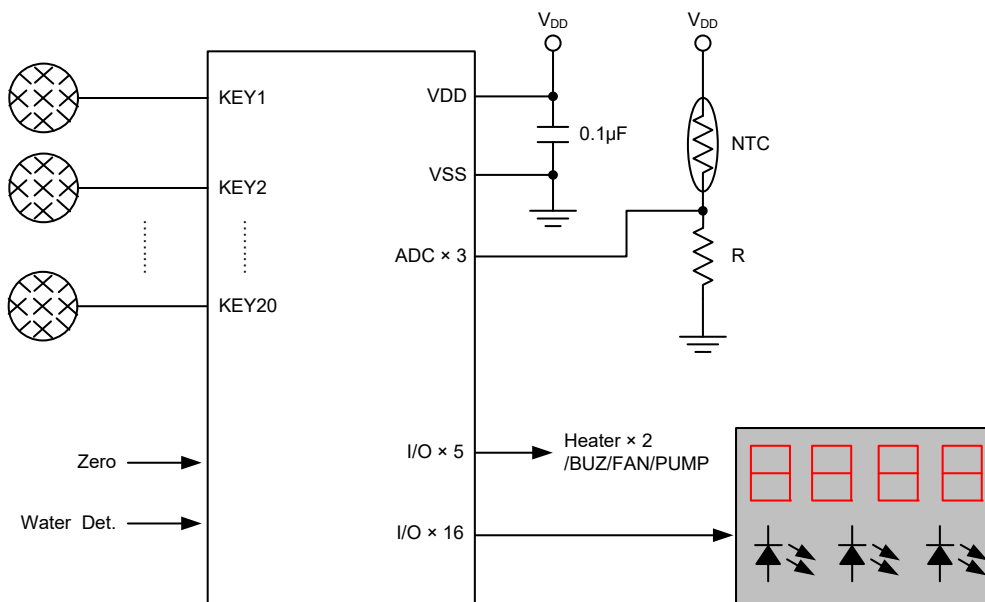 VDD
VDD
KEY1
VDD
0.1µF
NTC
KEY2
VSS
ADC × 3
R
KEY20
Zero
I/O × 5
Heater × 2
/BUZ/FAN/PUMP
Water Det.
I/O × 16